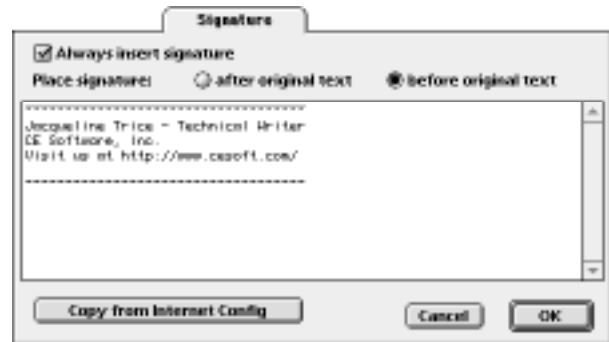 Signature
Always insert signature
Place signature: after original text before original text
----------------------------------
Jacqueline Trice - Technical Writer
CE Software, Inc.
Visit us at http://www.cesoft.com/
----------------------------------
Copy from Internet Config
Cancel OK